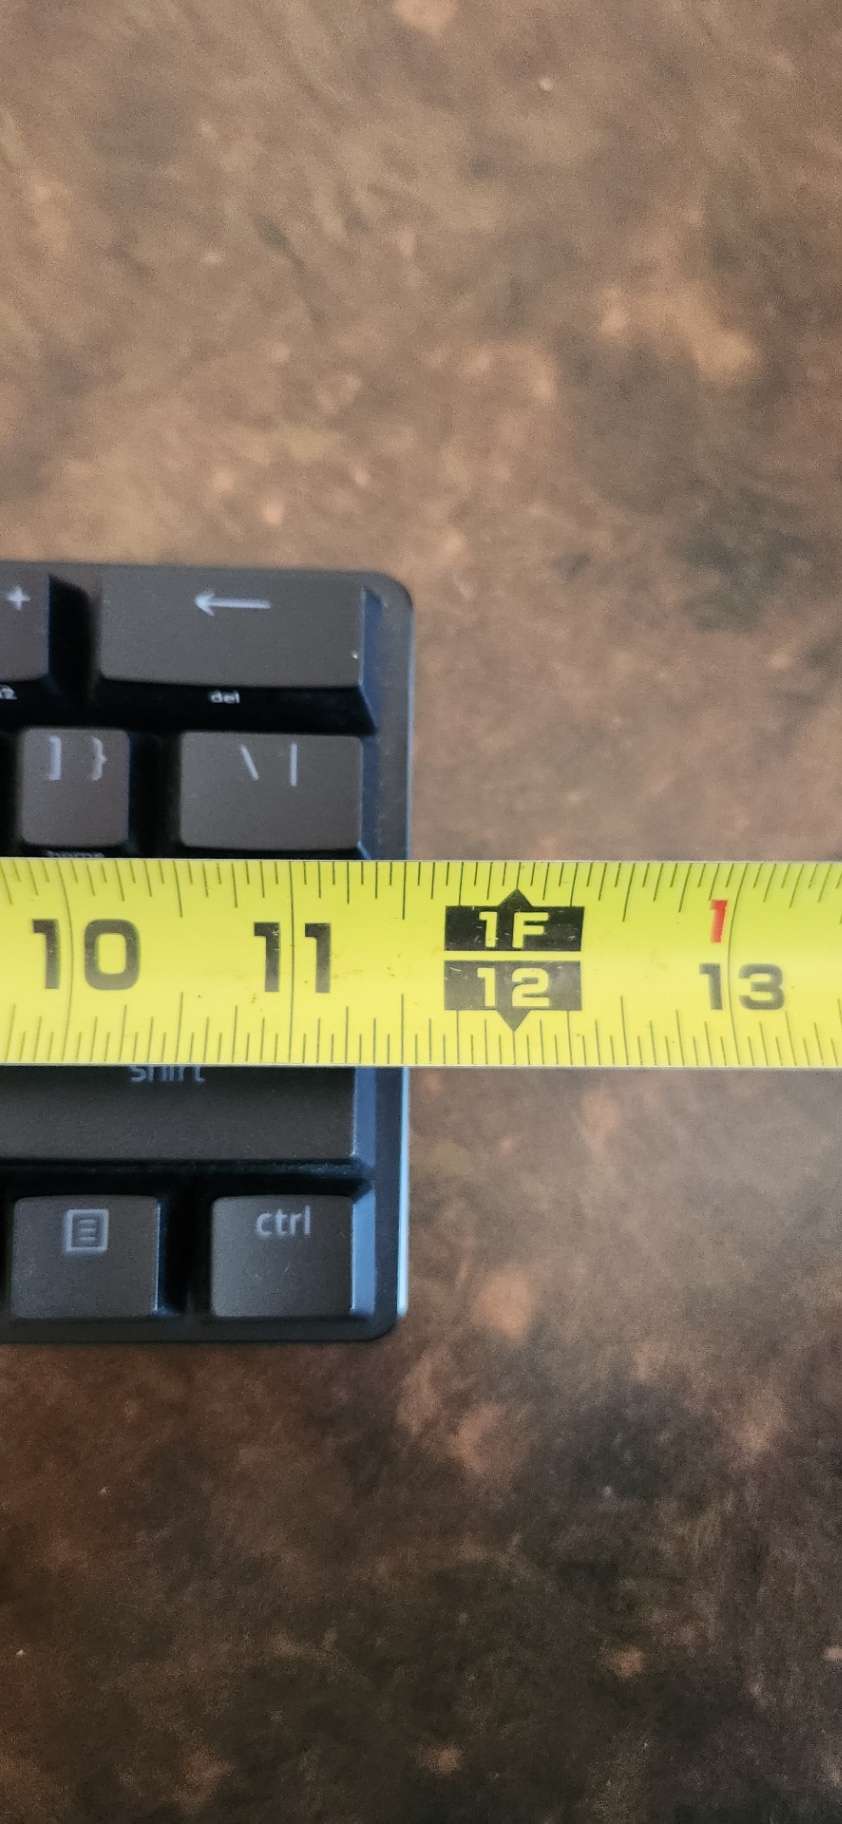 + ←
del
] } \ |
10 11 1F 1
12 13
shift
ctrl